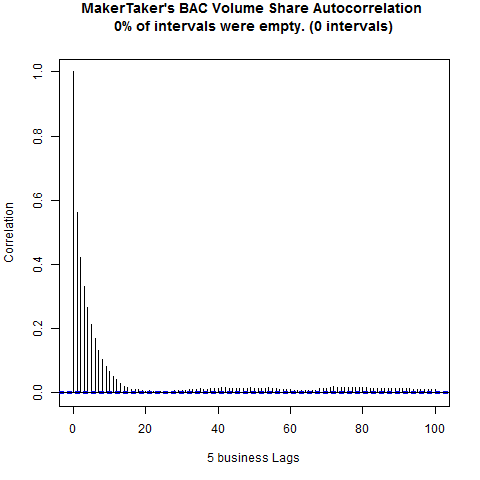 MakerTaker's BAC Volume Share Autocorrelation
0% of intervals were empty. (0 intervals)
Correlation
1.0
0.8
0.6
0.4
0.2
0.0
0 20 40 60 80 100
5 business Lags